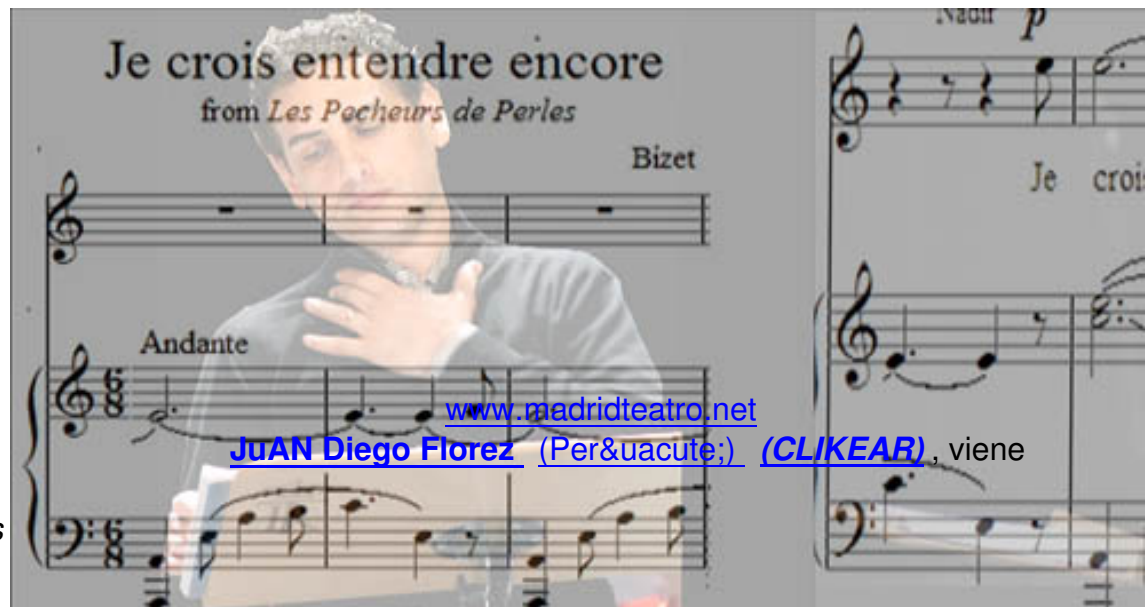 Je crois entendre encore
from Les Pecheurs de Perles
Bizet
Andante
Nadir p
Je crois
www.madridteatro.net
JuAN Diego Florez (Per&uacute;) (CLIKEAR) , viene
s